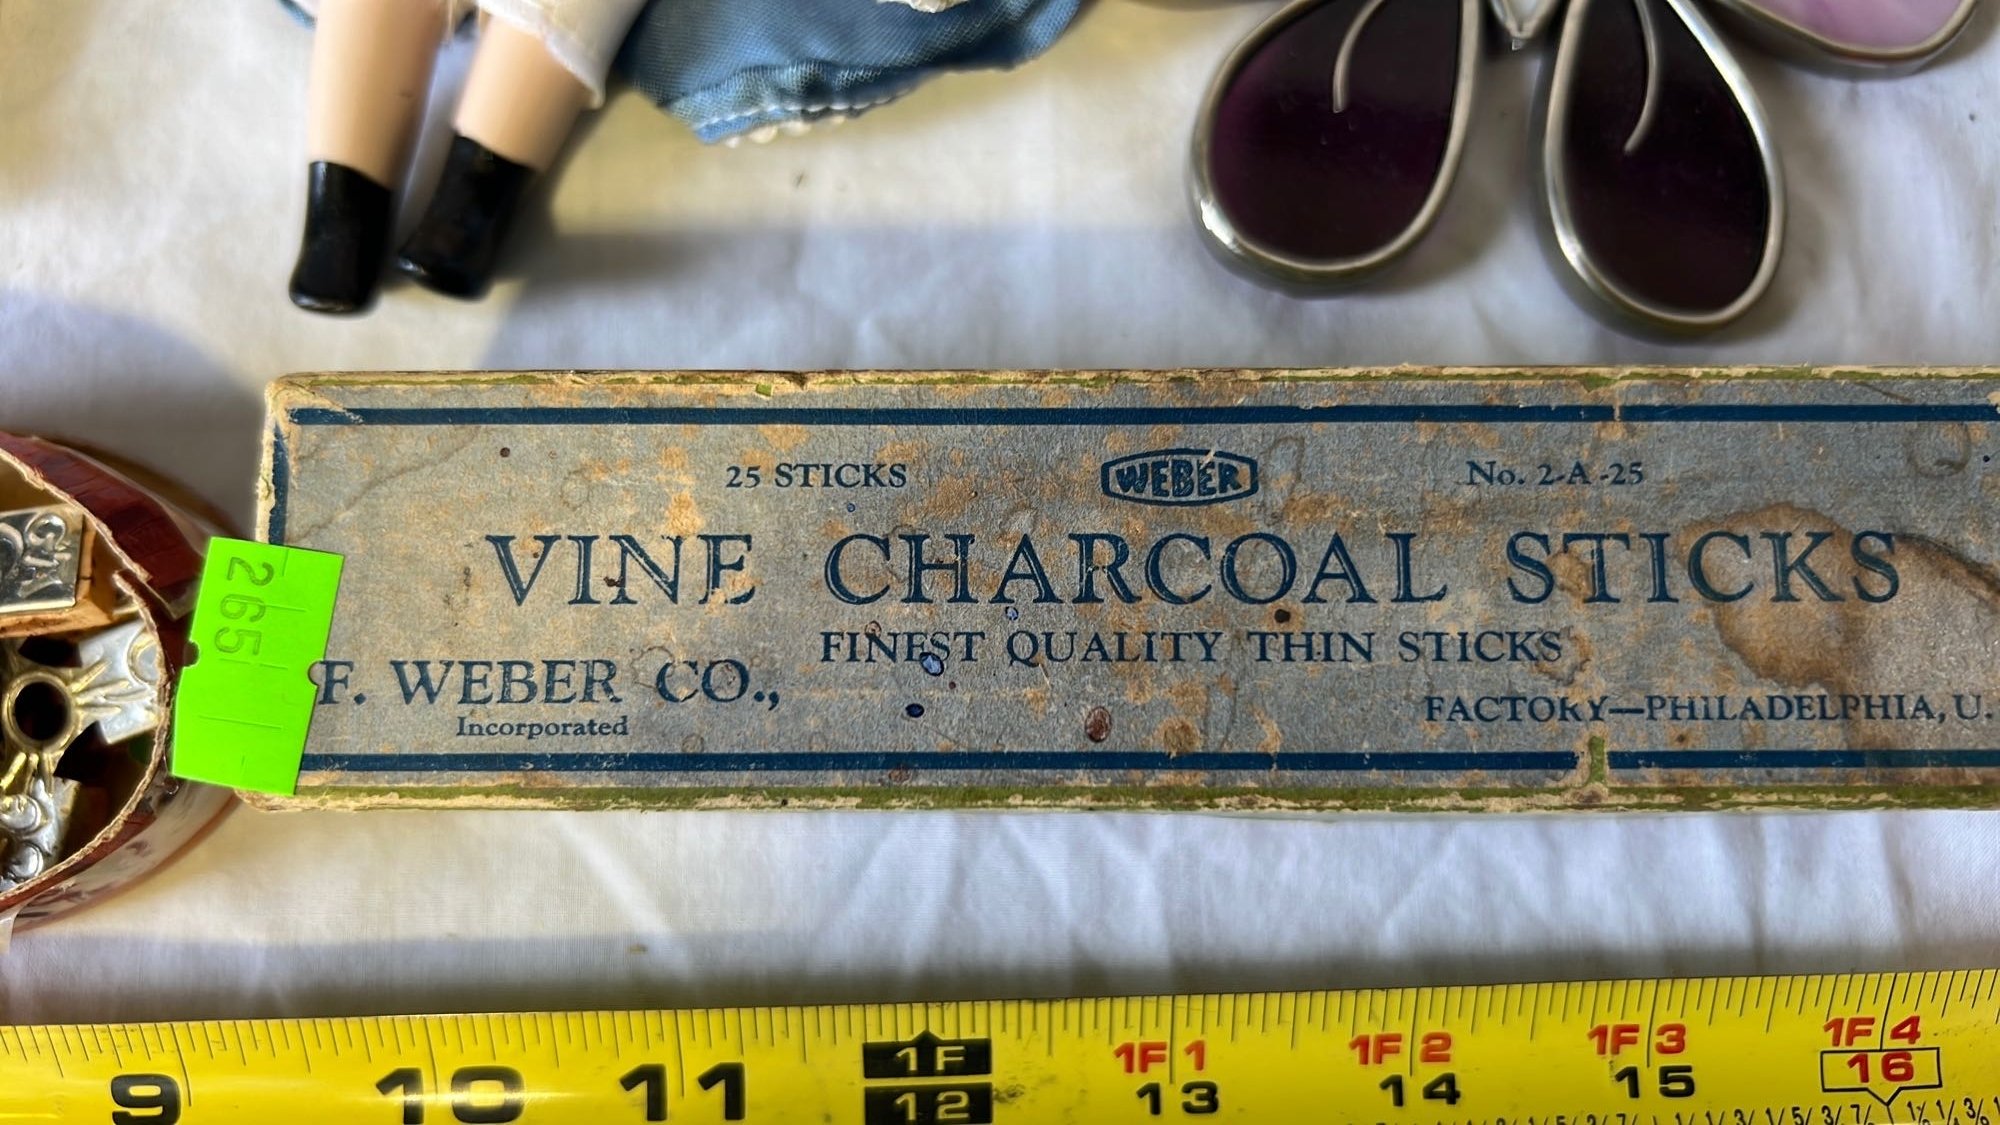 25 STICKS WEBER No. 2-A-25
VINE CHARCOAL STICKS
FINEST QUALITY THIN STICKS
F. WEBER CO.,
Incorporated
FACTORY—PHILADELPHIA, U.
265
1F 1F1 1F2 1F3 1F4
9 10 11 12 13 14 15 16